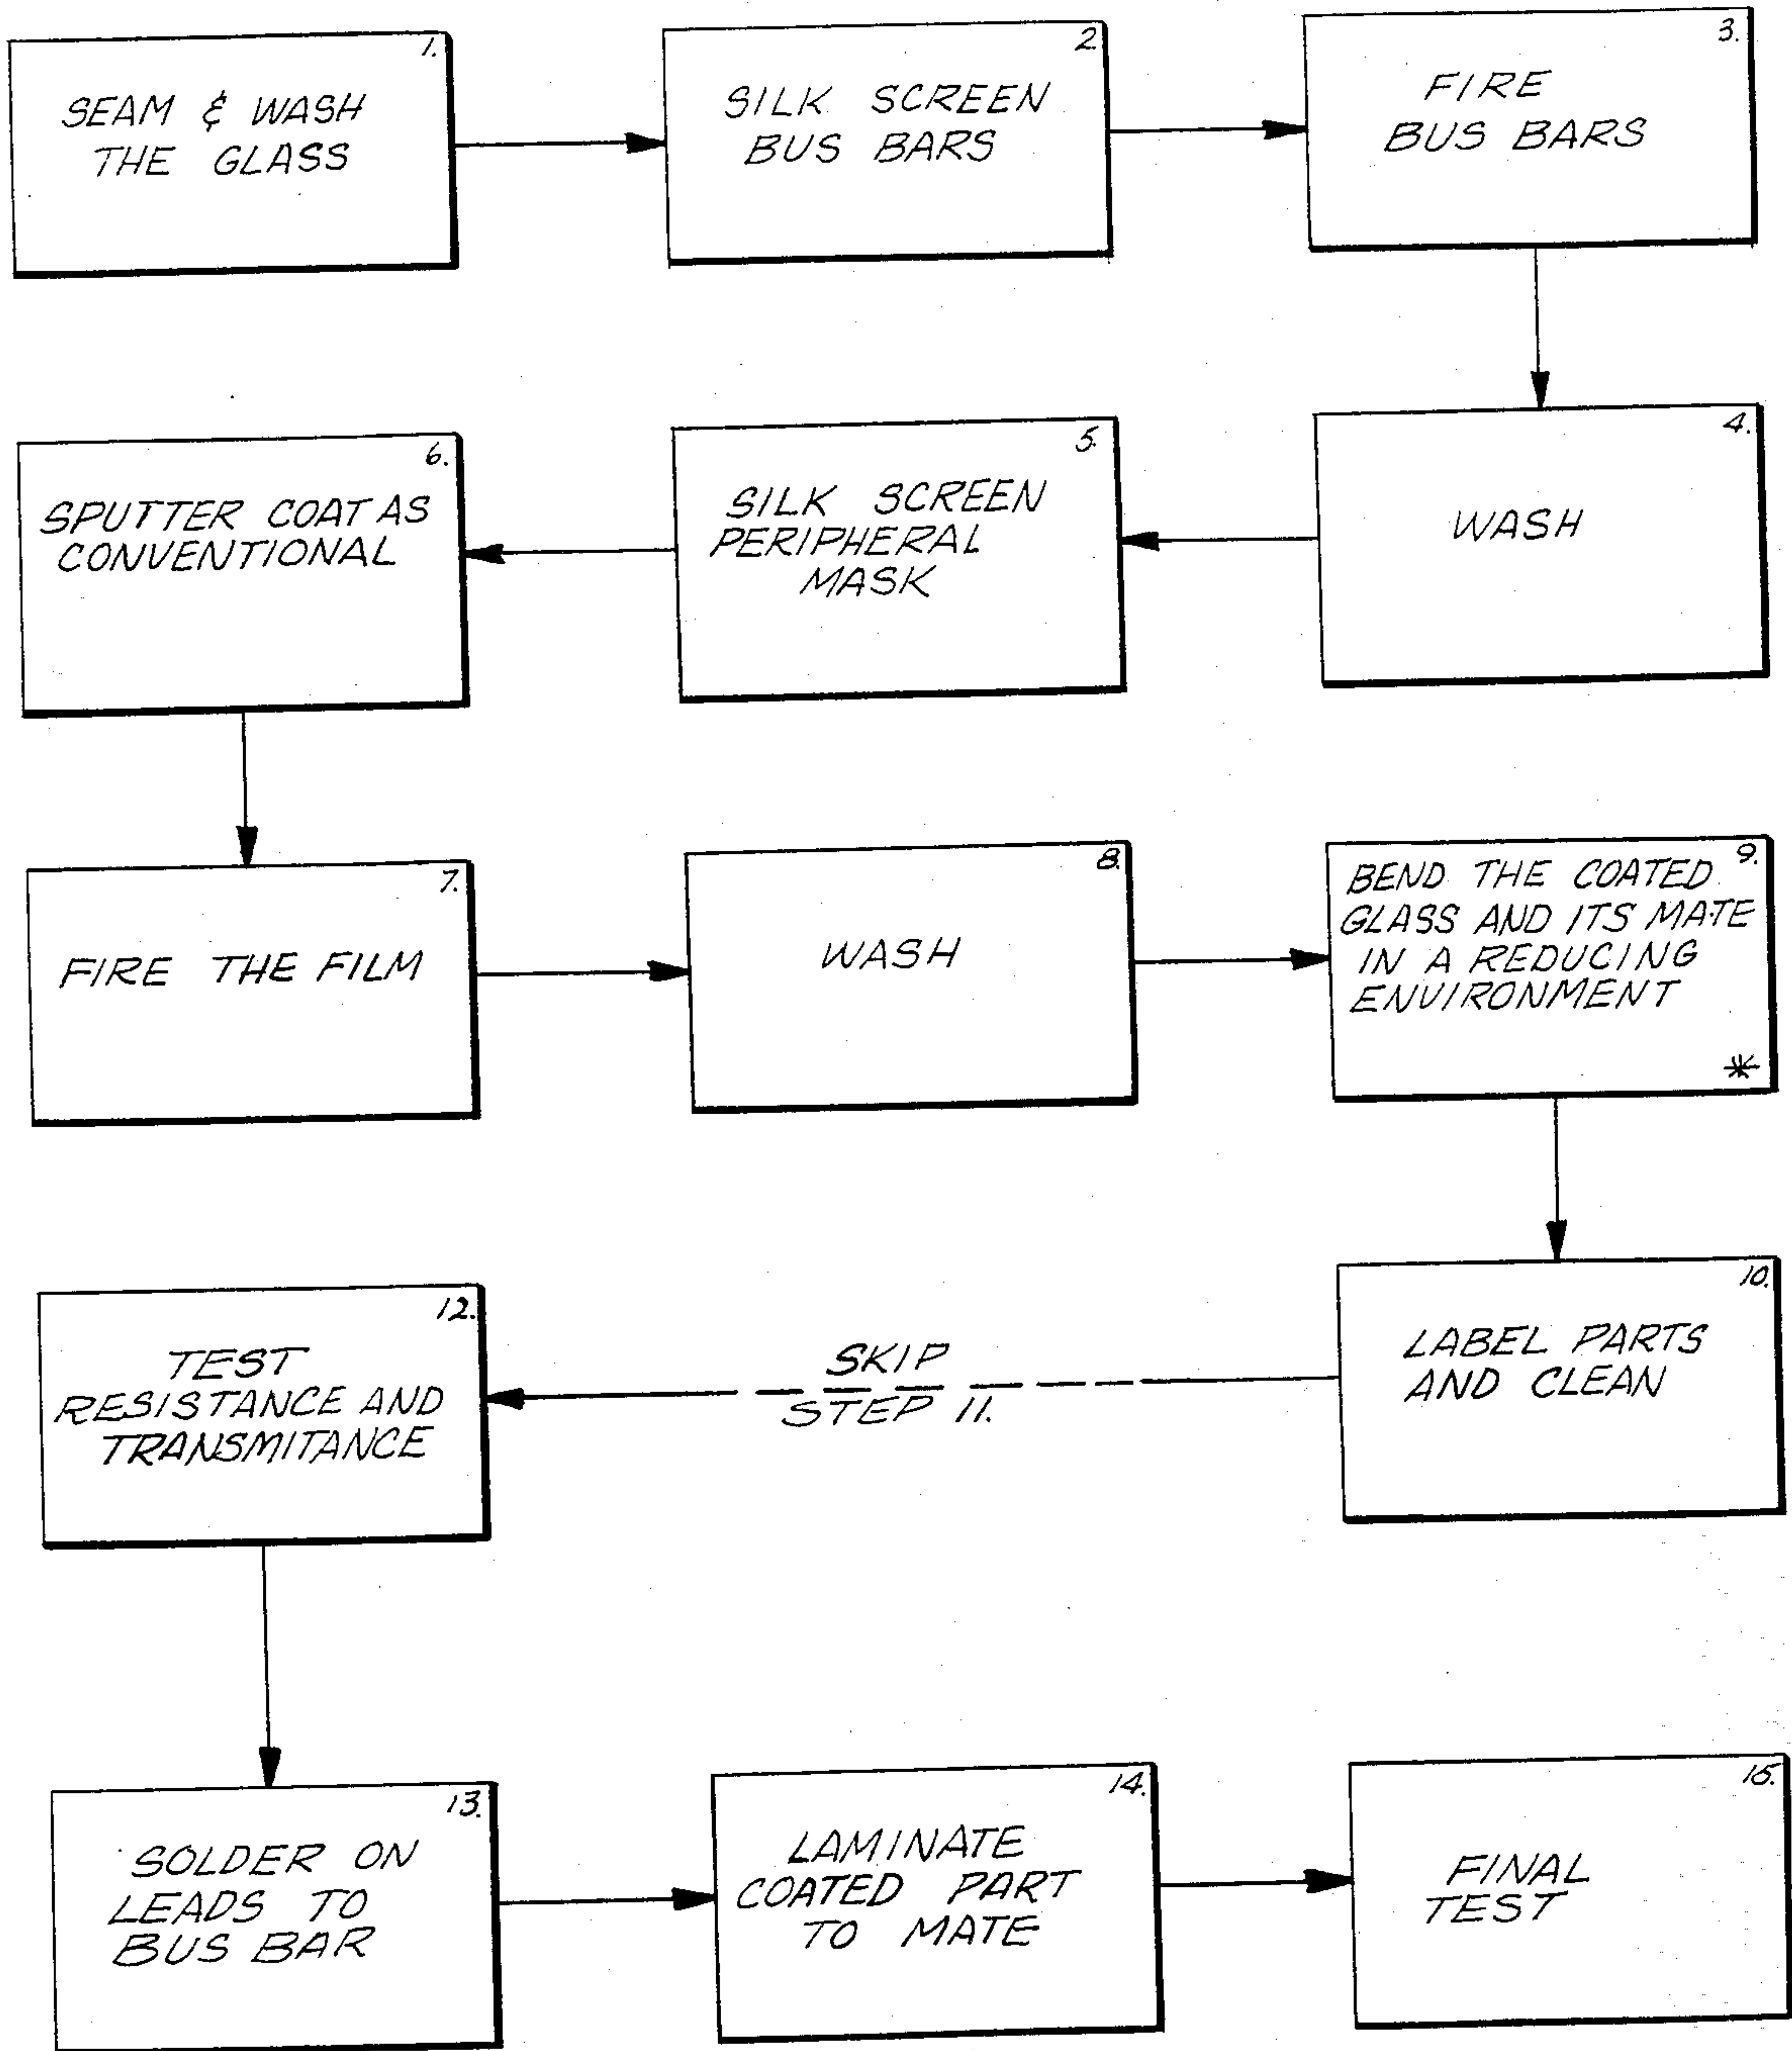 1.
SEAM & WASH
THE GLASS
2.
SILK SCREEN
BUS BARS
3.
FIRE
BUS BARS
4.
WASH
5.
SILK SCREEN
PERIPHERAL
MASK
6.
SPUTTER COAT AS
CONVENTIONAL
7.
FIRE THE FILM
8.
WASH
9.
BEND THE COATED
GLASS AND ITS MATE
IN A REDUCING
ENVIRONMENT
*
10.
LABEL PARTS
AND CLEAN
SKIP
STEP 11.
12.
TEST
RESISTANCE AND
TRANSMITANCE
13.
SOLDER ON
LEADS TO
BUS BAR
14.
LAMINATE
COATED PART
TO MATE
15.
FINAL
TEST